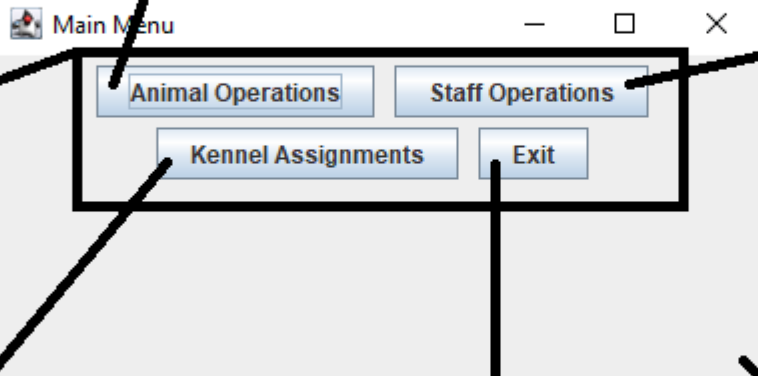 Main Menu
Animal Operations Staff Operations
Kennel Assignments Exit